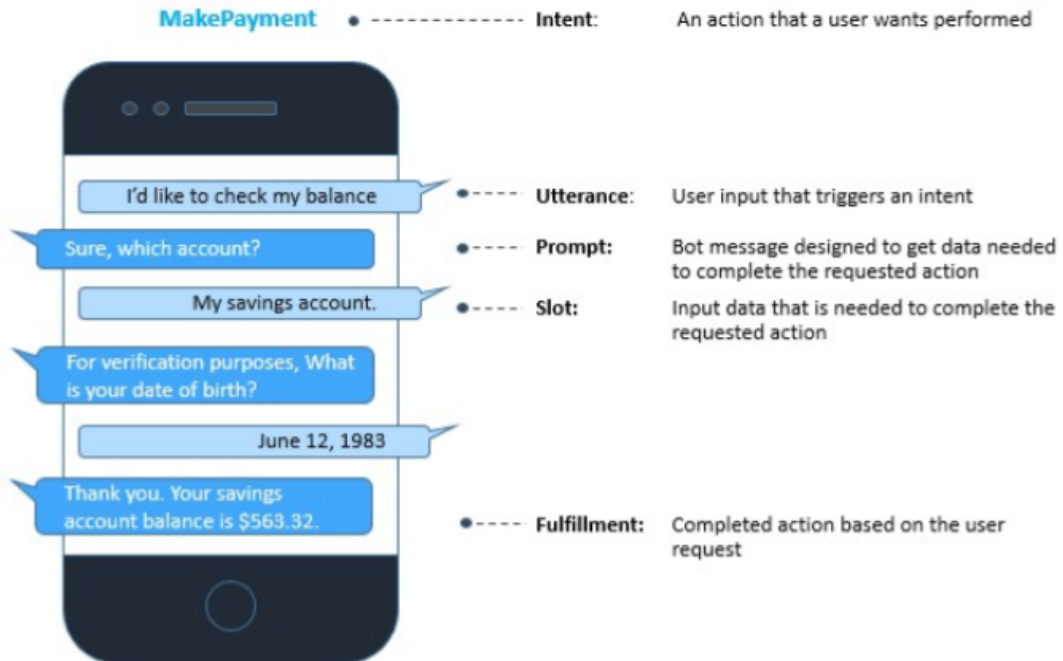 MakePayment
Intent: An action that a user wants performed
I'd like to check my balance
Utterance: User input that triggers an intent
Sure, which account?
Prompt: Bot message designed to get data needed
to complete the requested action
My savings account.
Slot: Input data that is needed to complete the
requested action
For verification purposes, What
is your date of birth?
June 12, 1983
Thank you. Your savings
account balance is $563.32.
Fulfillment: Completed action based on the user
request